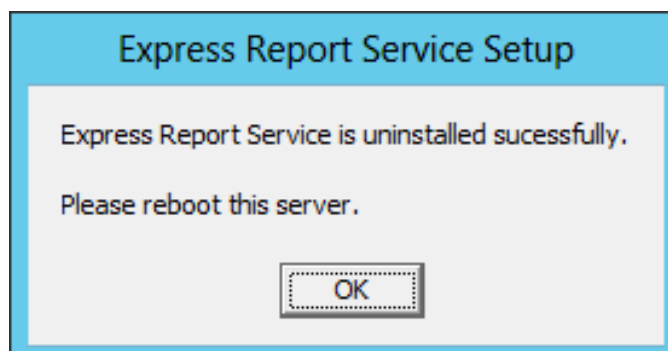 Express Report Service Setup
Express Report Service is uninstalled sucessfully.
Please reboot this server.
OK